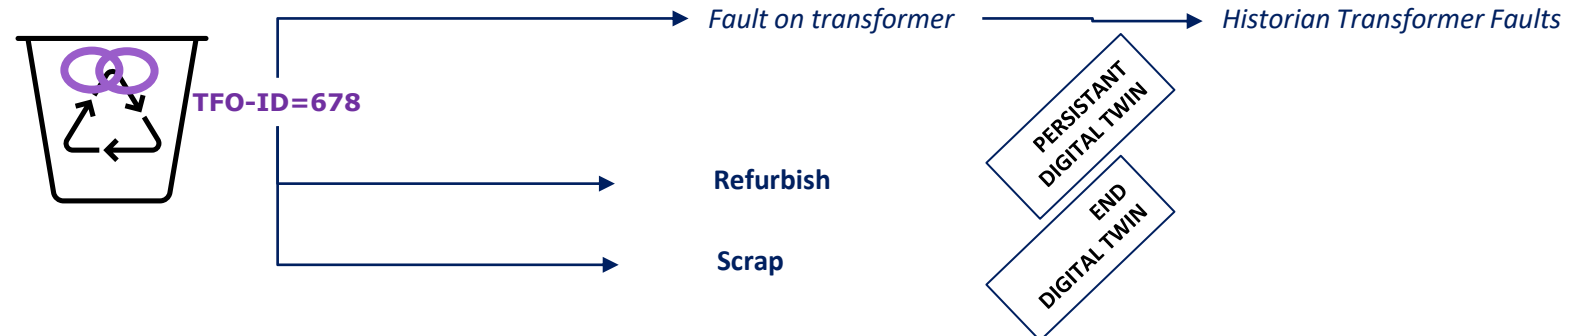 Fault on transformer
Historian Transformer Faults
TFO-ID=678
PERSISTANT
DIGITAL TWIN
Refurbish
END
DIGITAL TWIN
Scrap